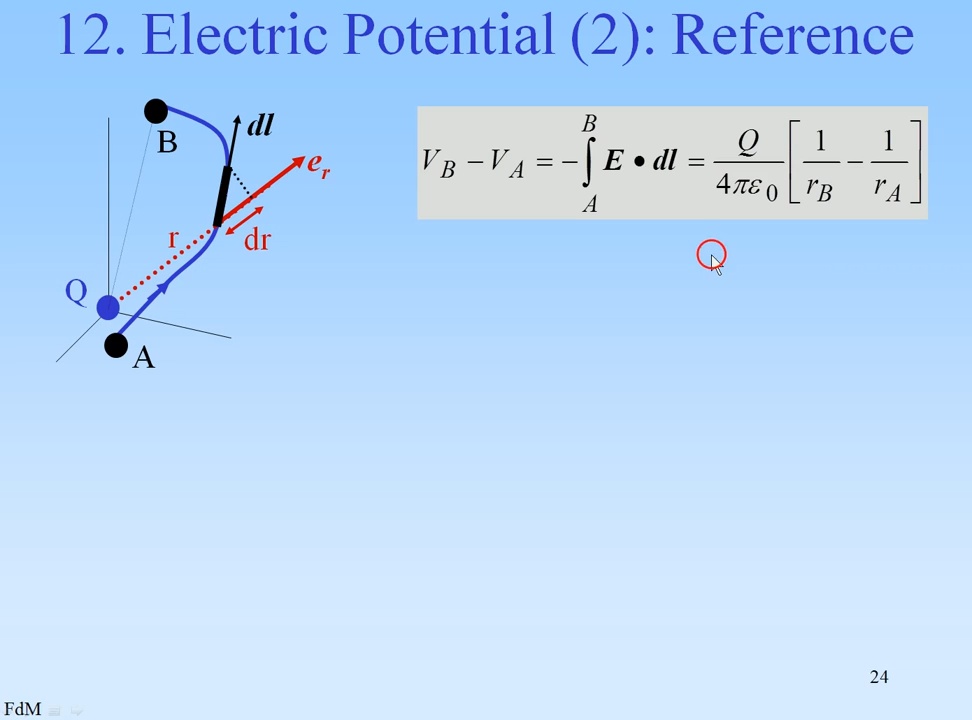 12. Electric Potential (2): Reference
B
dl
e_r
r
dr
Q
A
V_B − V_A = −∫_A^B E • dl = Q/(4πε_0) [1/r_B − 1/r_A]
24
FdM